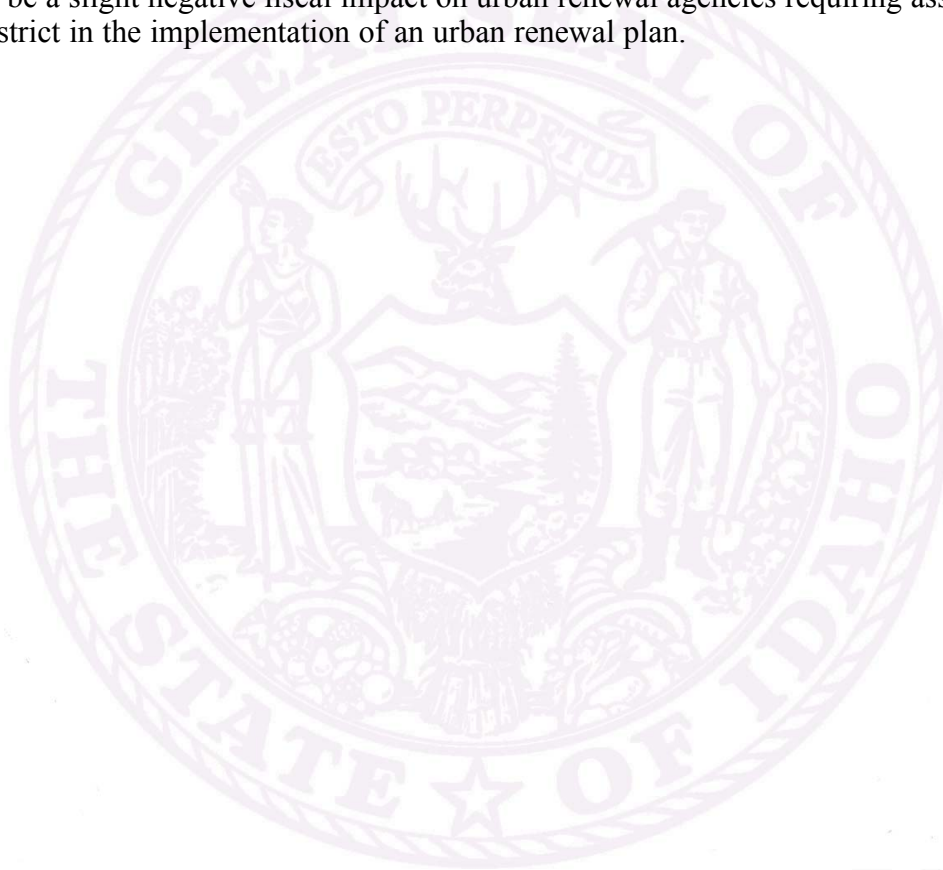 be a slight negative fiscal impact on urban renewal agencies requiring
strict in the implementation of an urban renewal plan.
GREAT SEAL OF
ESTO PERPETUA
THE STATE OF IDAHO